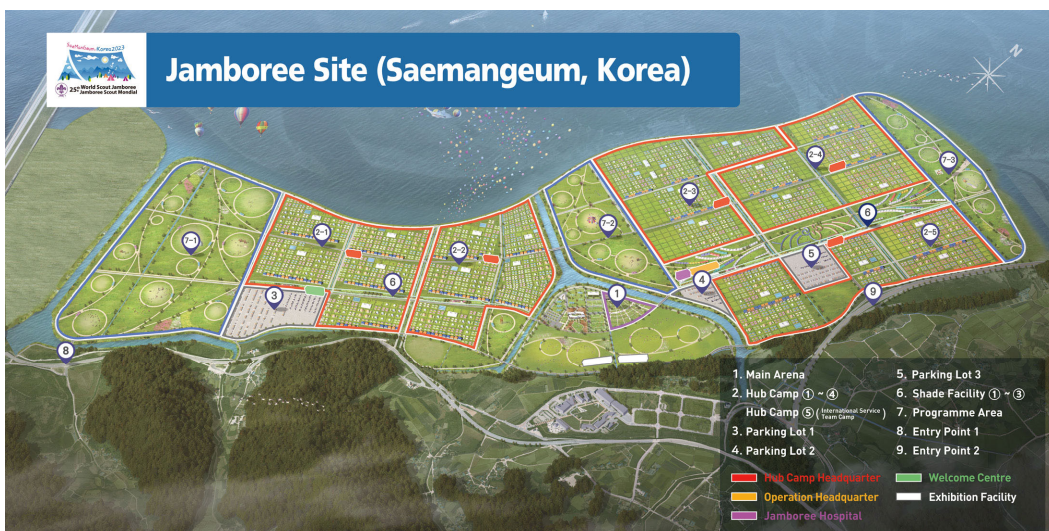 SaeManGeum, Korea 2023
25th World Scout Jamboree
Jamboree Scout Mondial
Jamboree Site (Saemangeum, Korea)
N
7-3
2-4
2-3
6
7-2
2-5
2-1
7-1
2-2
5
6
4
9
3
1
8
1. Main Arena
2. Hub Camp ① ~ ④
Hub Camp ⑤ (International Service Team Camp)
3. Parking Lot 1
4. Parking Lot 2
5. Parking Lot 3
6. Shade Facility ① ~ ③
7. Programme Area
8. Entry Point 1
9. Entry Point 2
Hub Camp Headquarter
Operation Headquarter
Jamboree Hospital
Welcome Centre
Exhibition Facility